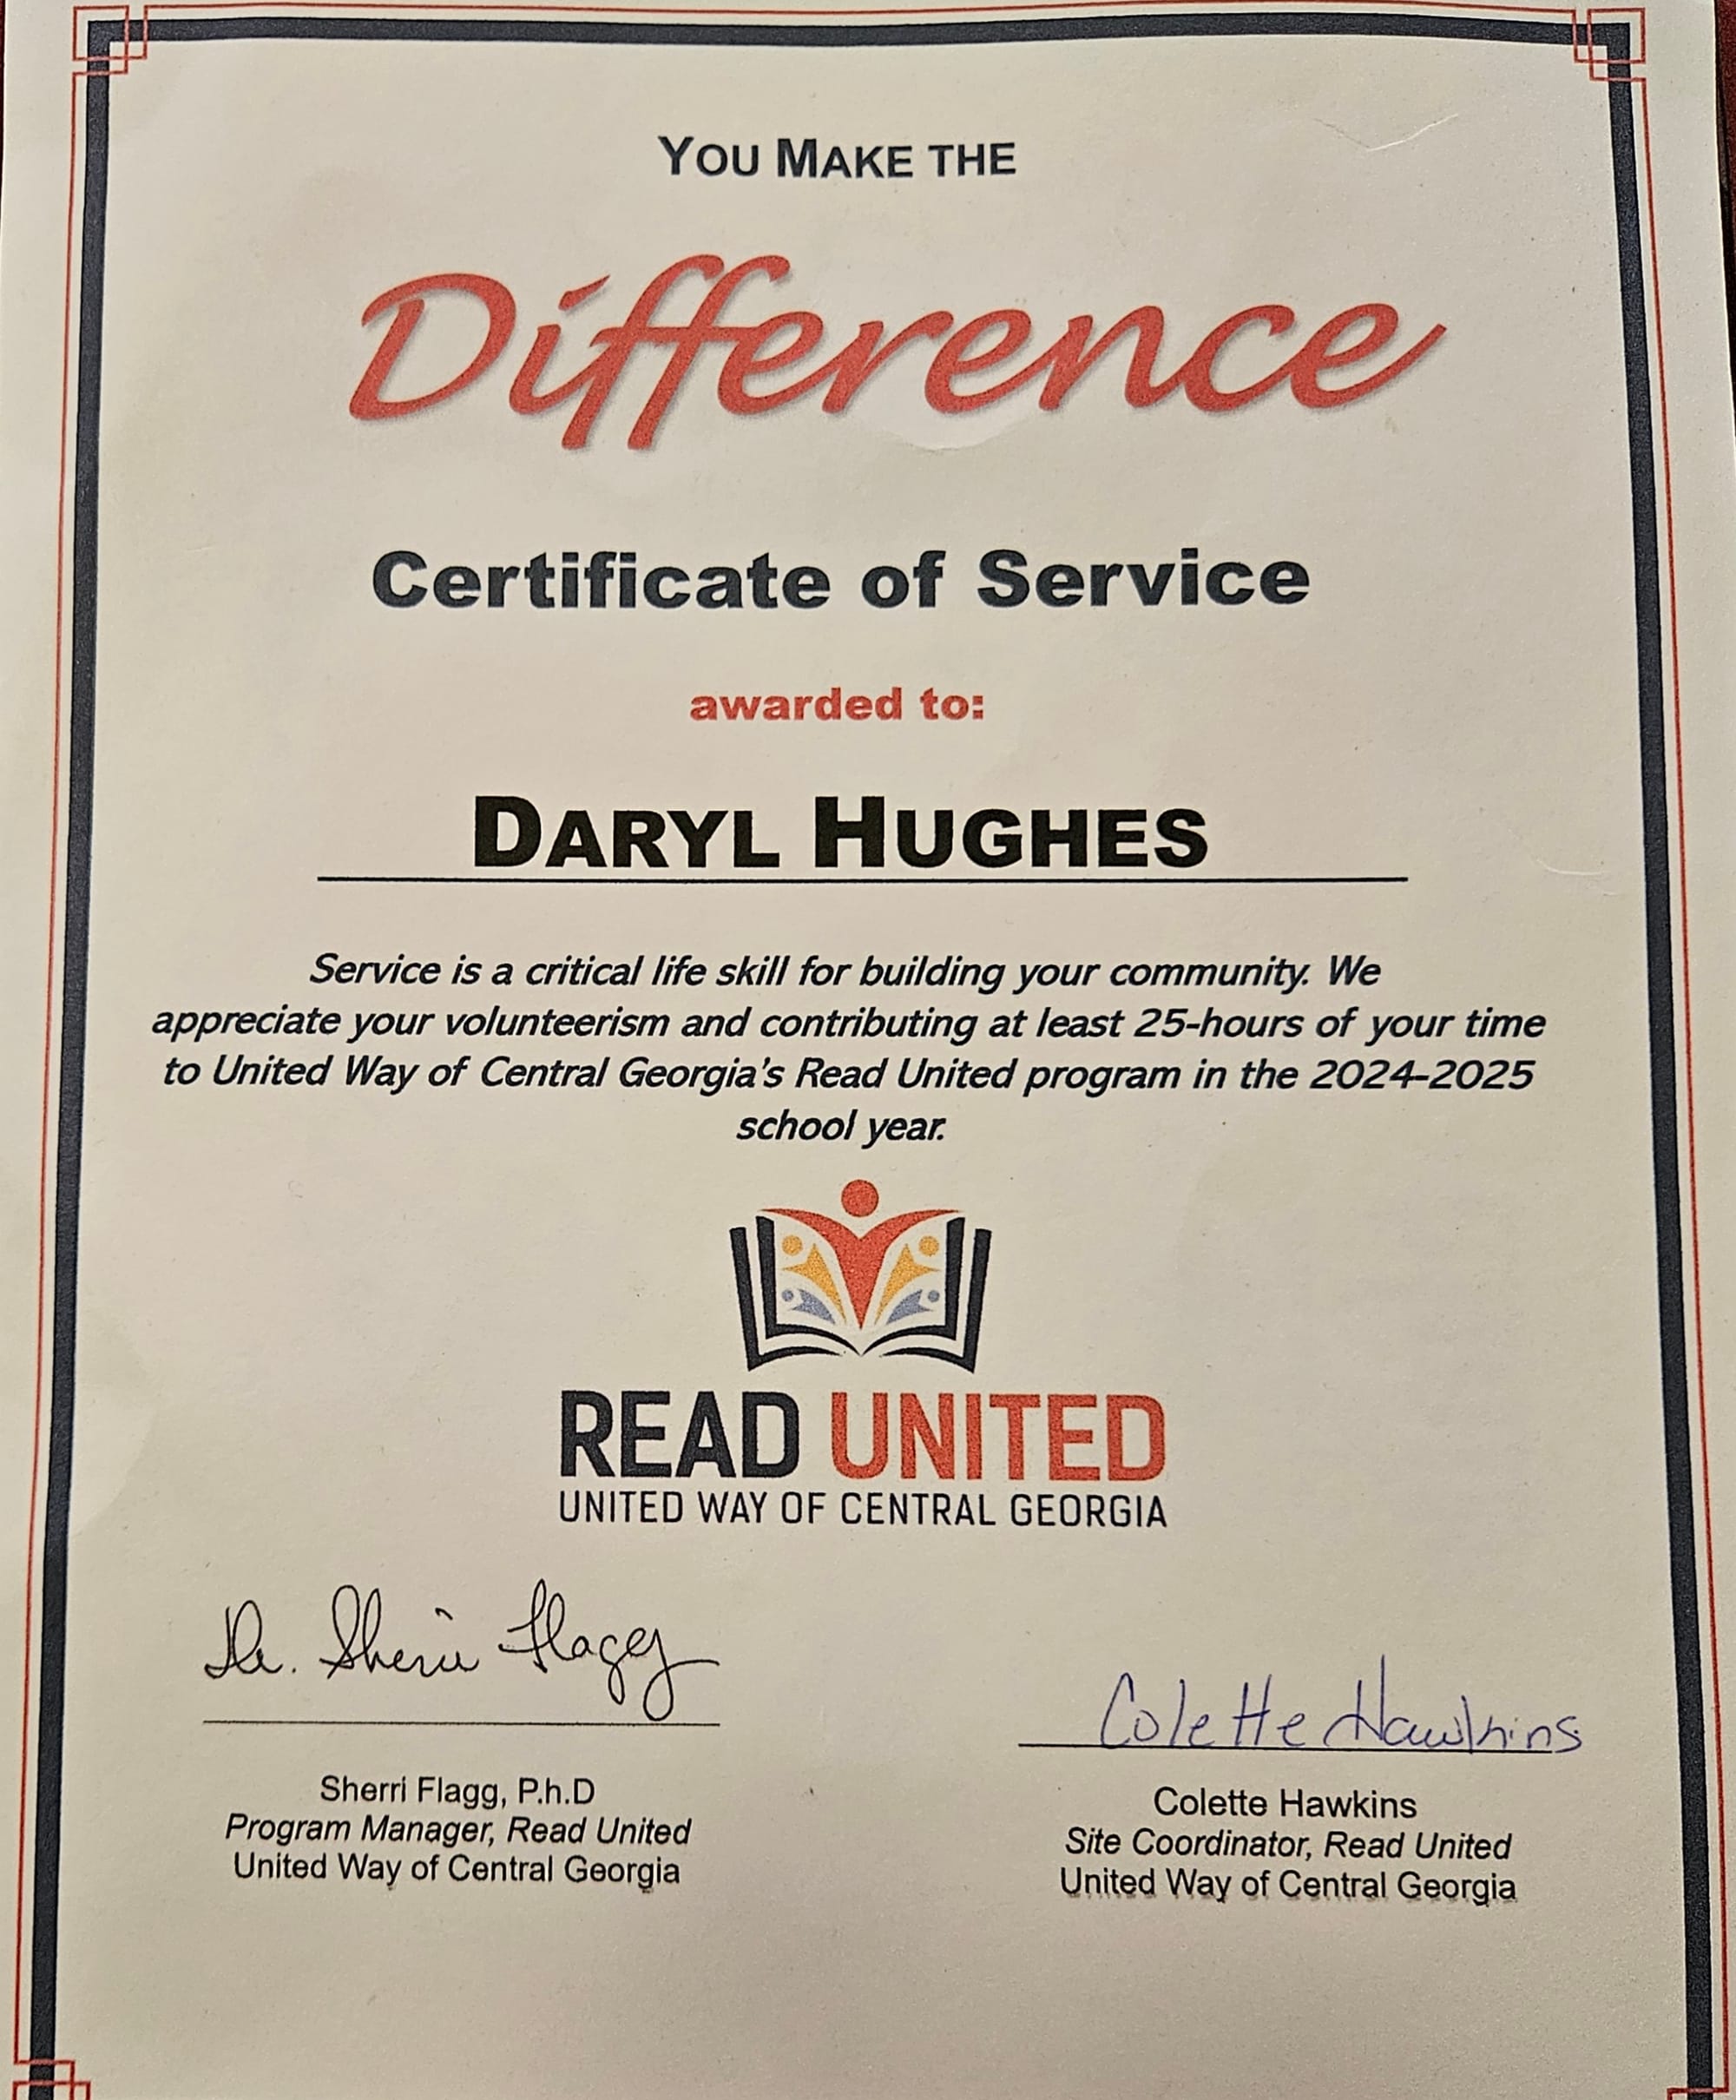 YOU MAKE THE
Difference
Certificate of Service
awarded to:
DARYL HUGHES
Service is a critical life skill for building your community. We
appreciate your volunteerism and contributing at least 25-hours of your time
to United Way of Central Georgia's Read United program in the 2024-2025
school year.
READ UNITED
UNITED WAY OF CENTRAL GEORGIA
Dr. Sherri Flagg
Colette Hawkins
Sherri Flagg, P.h.D
Program Manager, Read United
United Way of Central Georgia
Colette Hawkins
Site Coordinator, Read United
United Way of Central Georgia